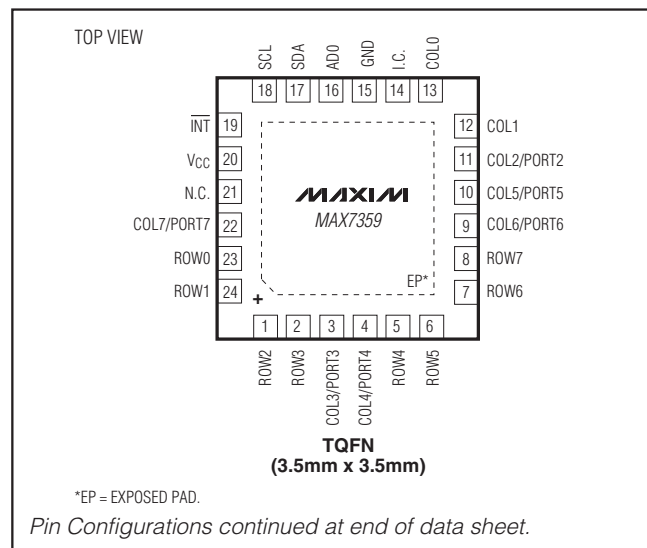 TOP VIEW
SCL
SDA
AD0
GND
I.C.
COL0
18
17
16
15
14
13
INT 19
VCC 20
N.C. 21
COL7/PORT7 22
ROW0 23
ROW1 24
12 COL1
11 COL2/PORT2
10 COL5/PORT5
9 COL6/PORT6
8 ROW7
7 ROW6
MAXIM
MAX7359
EP*
+
1
2
3
4
5
6
ROW2
ROW3
COL3/PORT3
COL4/PORT4
ROW4
ROW5
TQFN
(3.5mm x 3.5mm)
*EP = EXPOSED PAD.
Pin Configurations continued at end of data sheet.